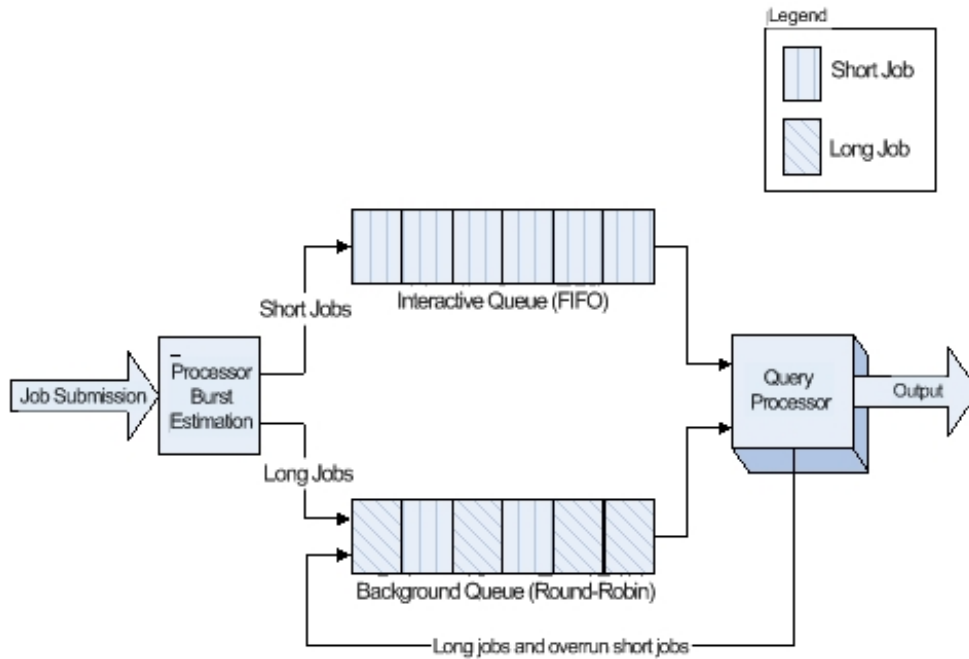 Legend
Short Job
Long Job
Short Jobs
Interactive Queue (FIFO)
Job Submission
Processor
Burst
Estimation
Query
Processor
Output
Long Jobs
Background Queue (Round-Robin)
Long jobs and overrun short jobs